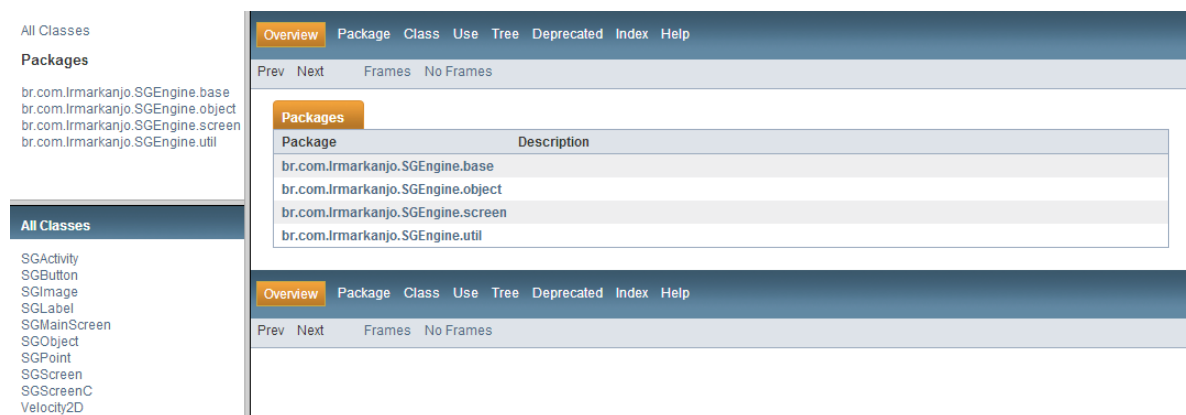 All Classes
Packages
br.com.lrmarkanjo.SGEngine.base
br.com.lrmarkanjo.SGEngine.object
br.com.lrmarkanjo.SGEngine.screen
br.com.lrmarkanjo.SGEngine.util
All Classes
SGActivity
SGButton
SGImage
SGLabel
SGMainScreen
SGObject
SGPoint
SGScreen
SGScreenC
Velocity2D
Overview Package Class Use Tree Deprecated Index Help
Prev Next Frames No Frames
Packages
Package Description
br.com.lrmarkanjo.SGEngine.base
br.com.lrmarkanjo.SGEngine.object
br.com.lrmarkanjo.SGEngine.screen
br.com.lrmarkanjo.SGEngine.util
Overview Package Class Use Tree Deprecated Index Help
Prev Next Frames No Frames